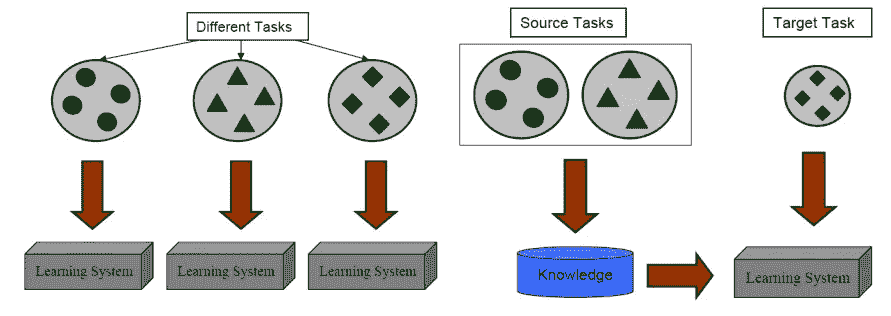 Different Tasks
Source Tasks
Target Task
Learning System
Learning System
Learning System
Knowledge
Learning System